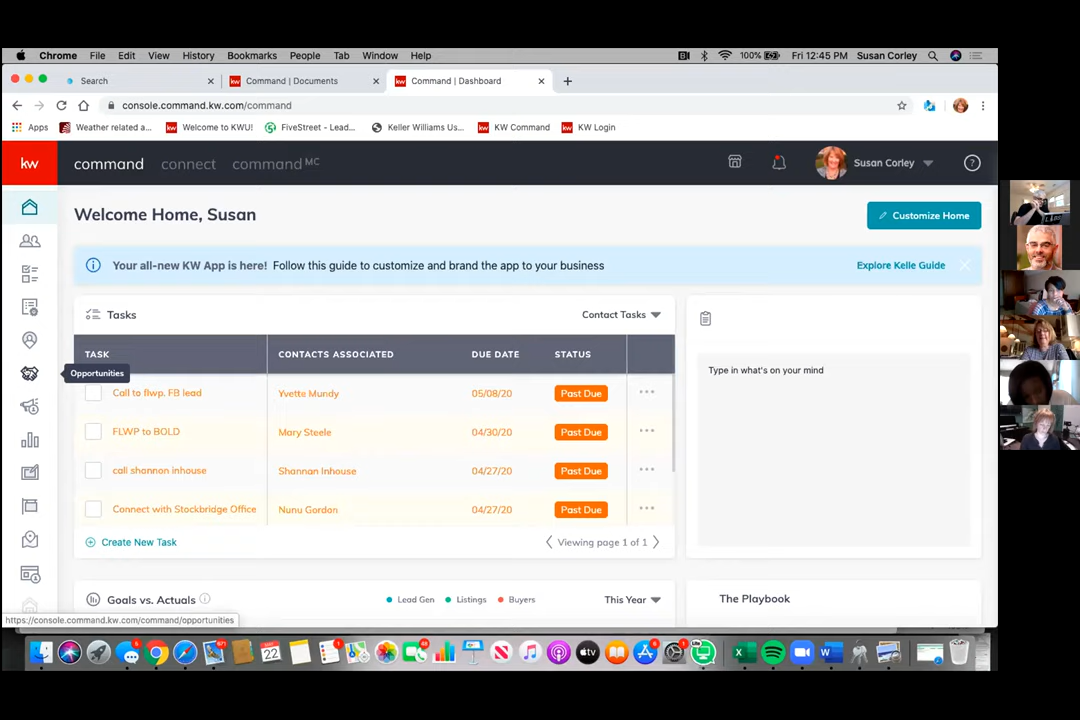 Chrome File Edit View History Bookmarks People Tab Window Help 100% Fri 12:45 PM Susan Corley
Search kw Command | Documents kw Command | Dashboard
console.command.kw.com/command
Apps Weather related a... kw Welcome to KWU! FiveStreet - Lead... Keller Williams Us... kw KW Command kw KW Login
kw command connect command MC Susan Corley ?
Welcome Home, Susan
Customize Home
Your all-new KW App is here! Follow this guide to customize and brand the app to your business
Explore Kelle Guide
Tasks
Contact Tasks
TASK CONTACTS ASSOCIATED DUE DATE STATUS
Opportunities
Call to flwp. FB lead Yvette Mundy 05/08/20 Past Due
FLWP to BOLD Mary Steele 04/30/20 Past Due
call shannon inhouse Shannan Inhouse 04/27/20 Past Due
Connect with Stockbridge Office Nunu Gordon 04/27/20 Past Due
Create New Task
Viewing page 1 of 1
Type in what's on your mind
Goals vs. Actuals Lead Gen Listings Buyers This Year
The Playbook
https://console.command.kw.com/command/opportunities
22
tv